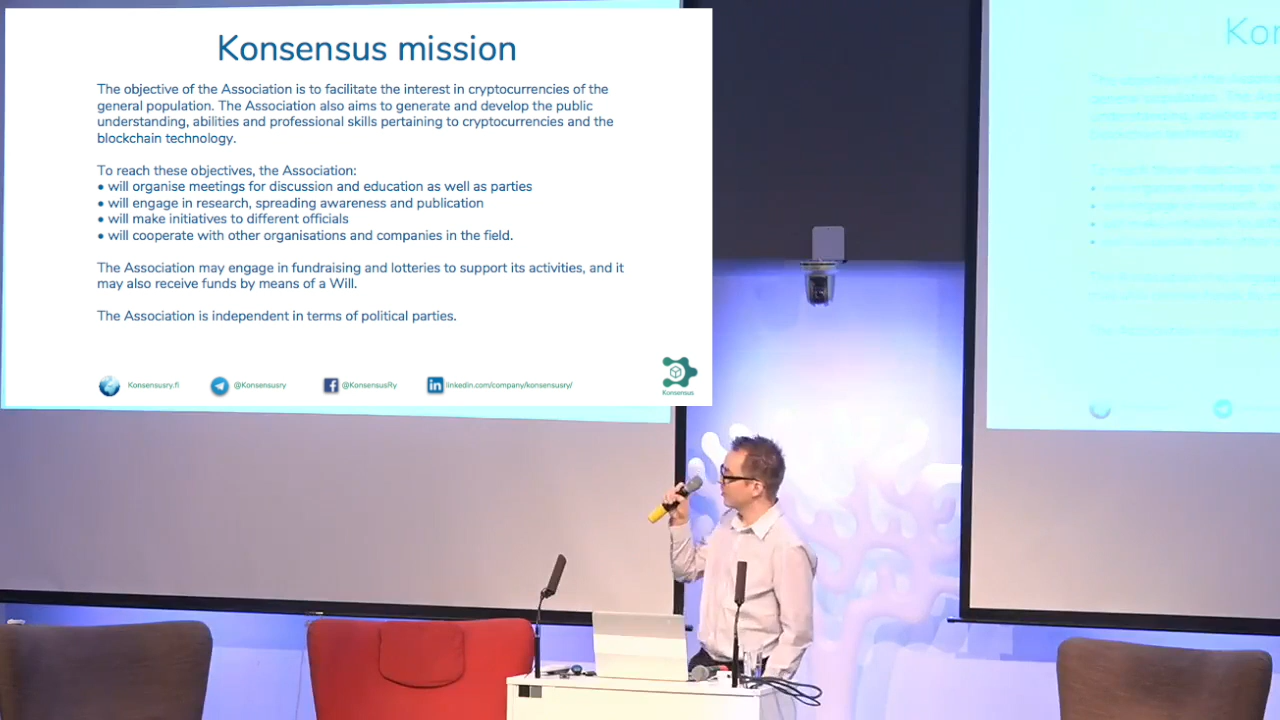 Konsensus mission
The objective of the Association is to facilitate the interest in cryptocurrencies of the
general population. The Association also aims to generate and develop the public
understanding, abilities and professional skills pertaining to cryptocurrencies and the
blockchain technology.
To reach these objectives, the Association:
• will organise meetings for discussion and education as well as parties
• will engage in research, spreading awareness and publication
• will make initiatives to different officials
• will cooperate with other organisations and companies in the field.
The Association may engage in fundraising and lotteries to support its activities, and it
may also receive funds by means of a Will.
The Association is independent in terms of political parties.
Konsensusry.fi @Konsensusry @KonsensusRy linkedin.com/company/konsensusry/
Konsensus
Kon